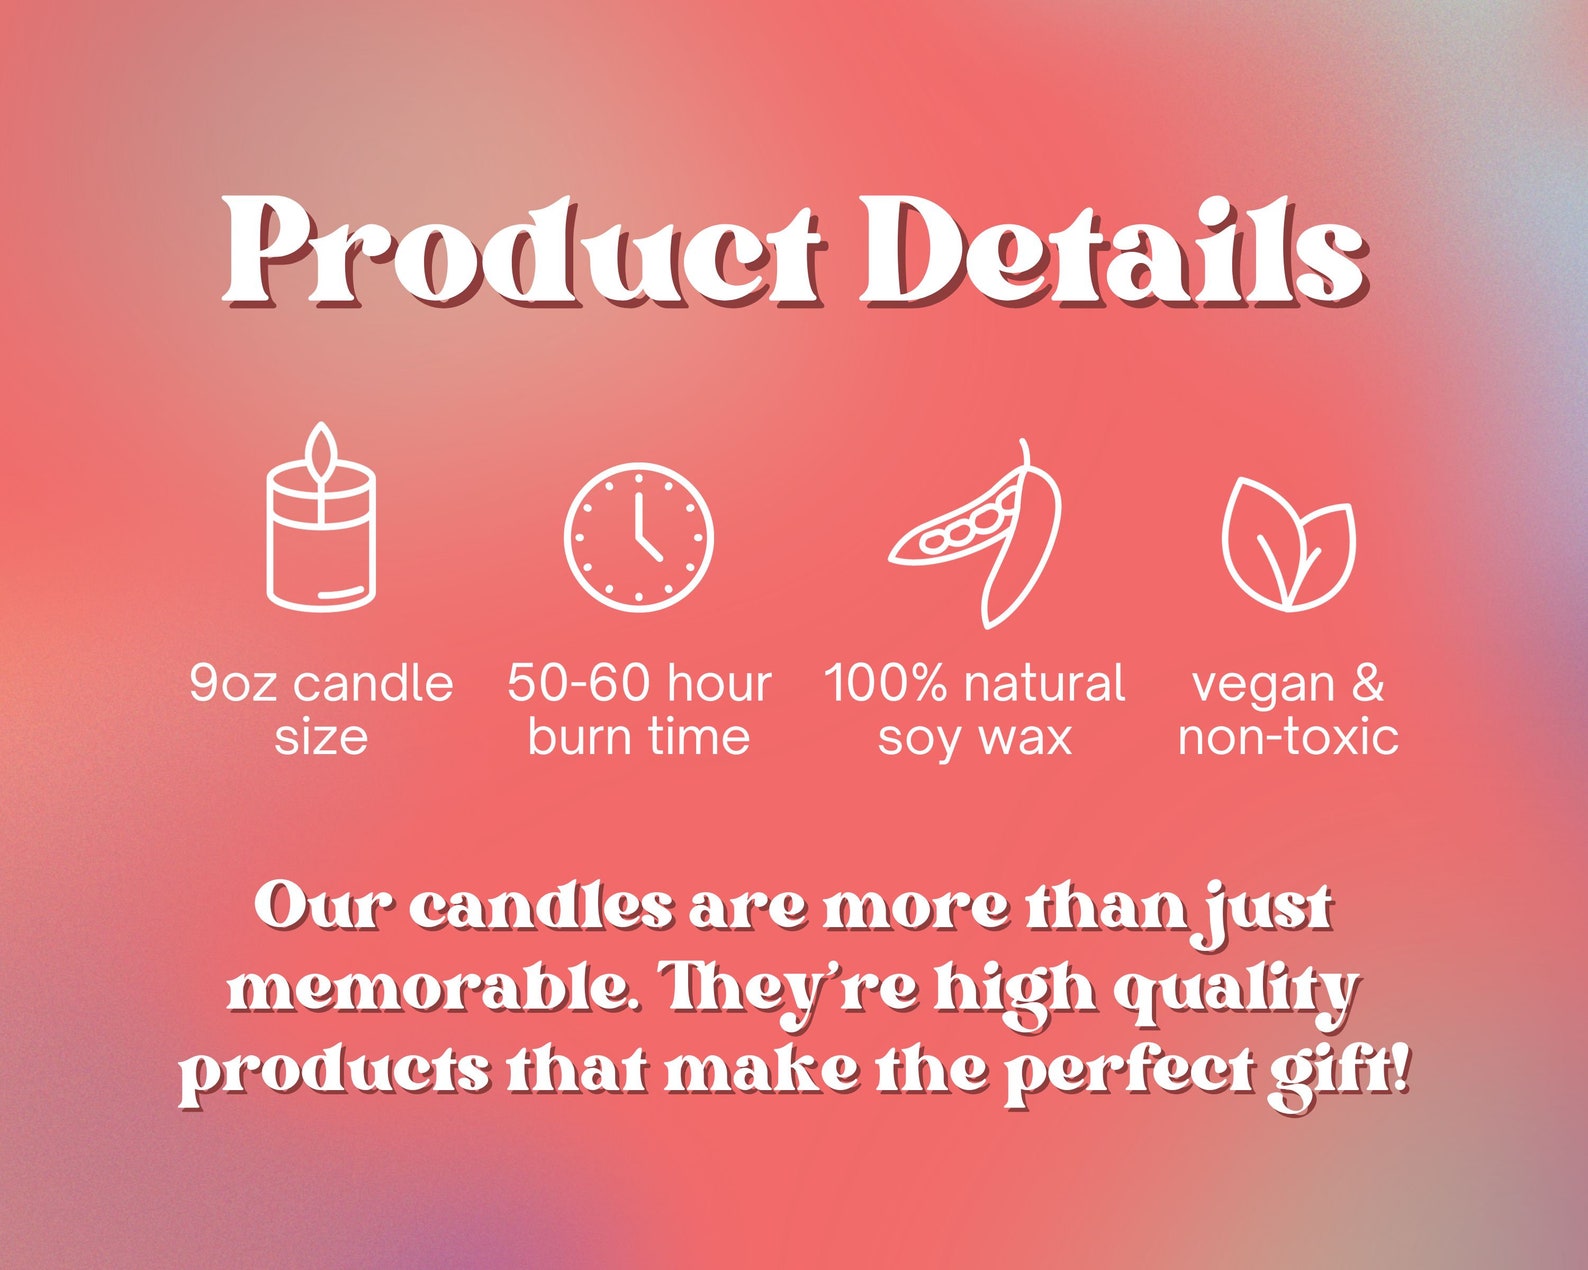 Product Details
9oz candle
size
50-60 hour
burn time
100% natural
soy wax
vegan &
non-toxic
Our candles are more than just
memorable. They're high quality
products that make the perfect gift!